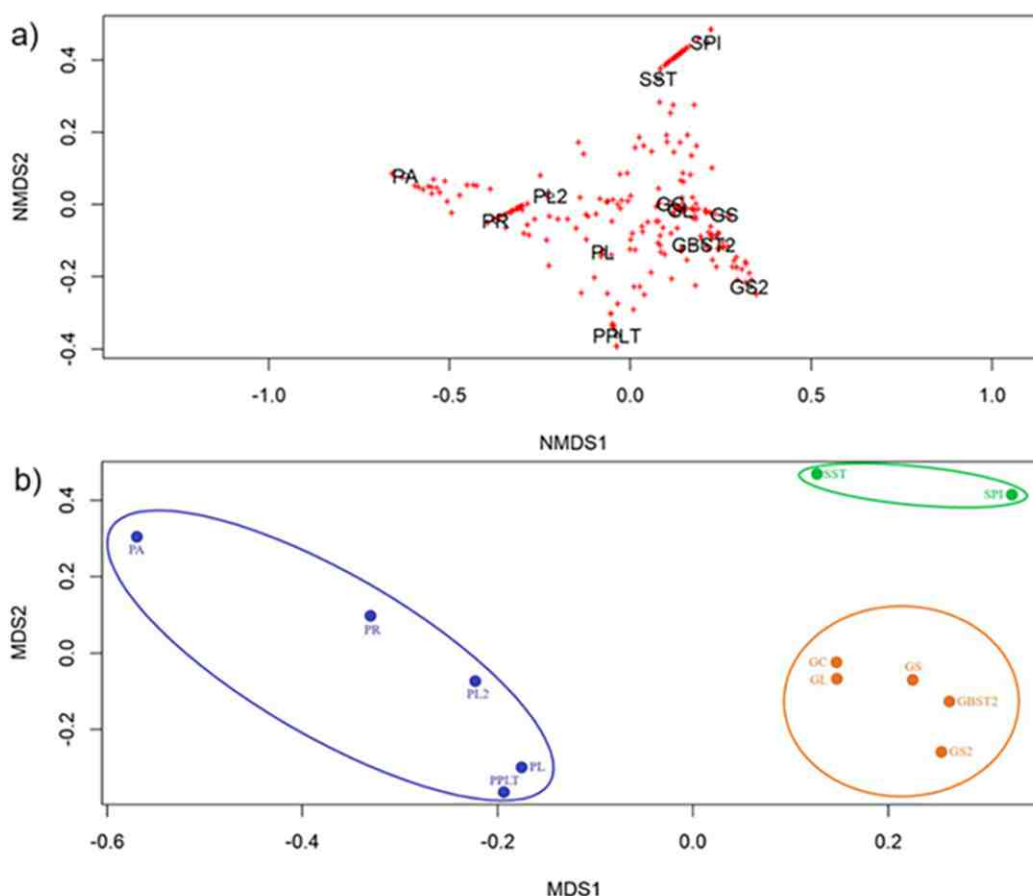 a)
SPI
SST
PA
PL2
PR
GC
GL
GS
PL
GBST2
GS2
PPLT
NMDS2
0.4
0.2
0.0
-0.2
-0.4
-1.0 -0.5 0.0 0.5 1.0
NMDS1
b)
SST
SPI
PA
PR
GC
GS
GL
PL2
GBST2
GS2
PPLT
PL
MDS2
0.4
0.2
0.0
-0.2
-0.6 -0.4 -0.2 0.0 0.2
MDS1